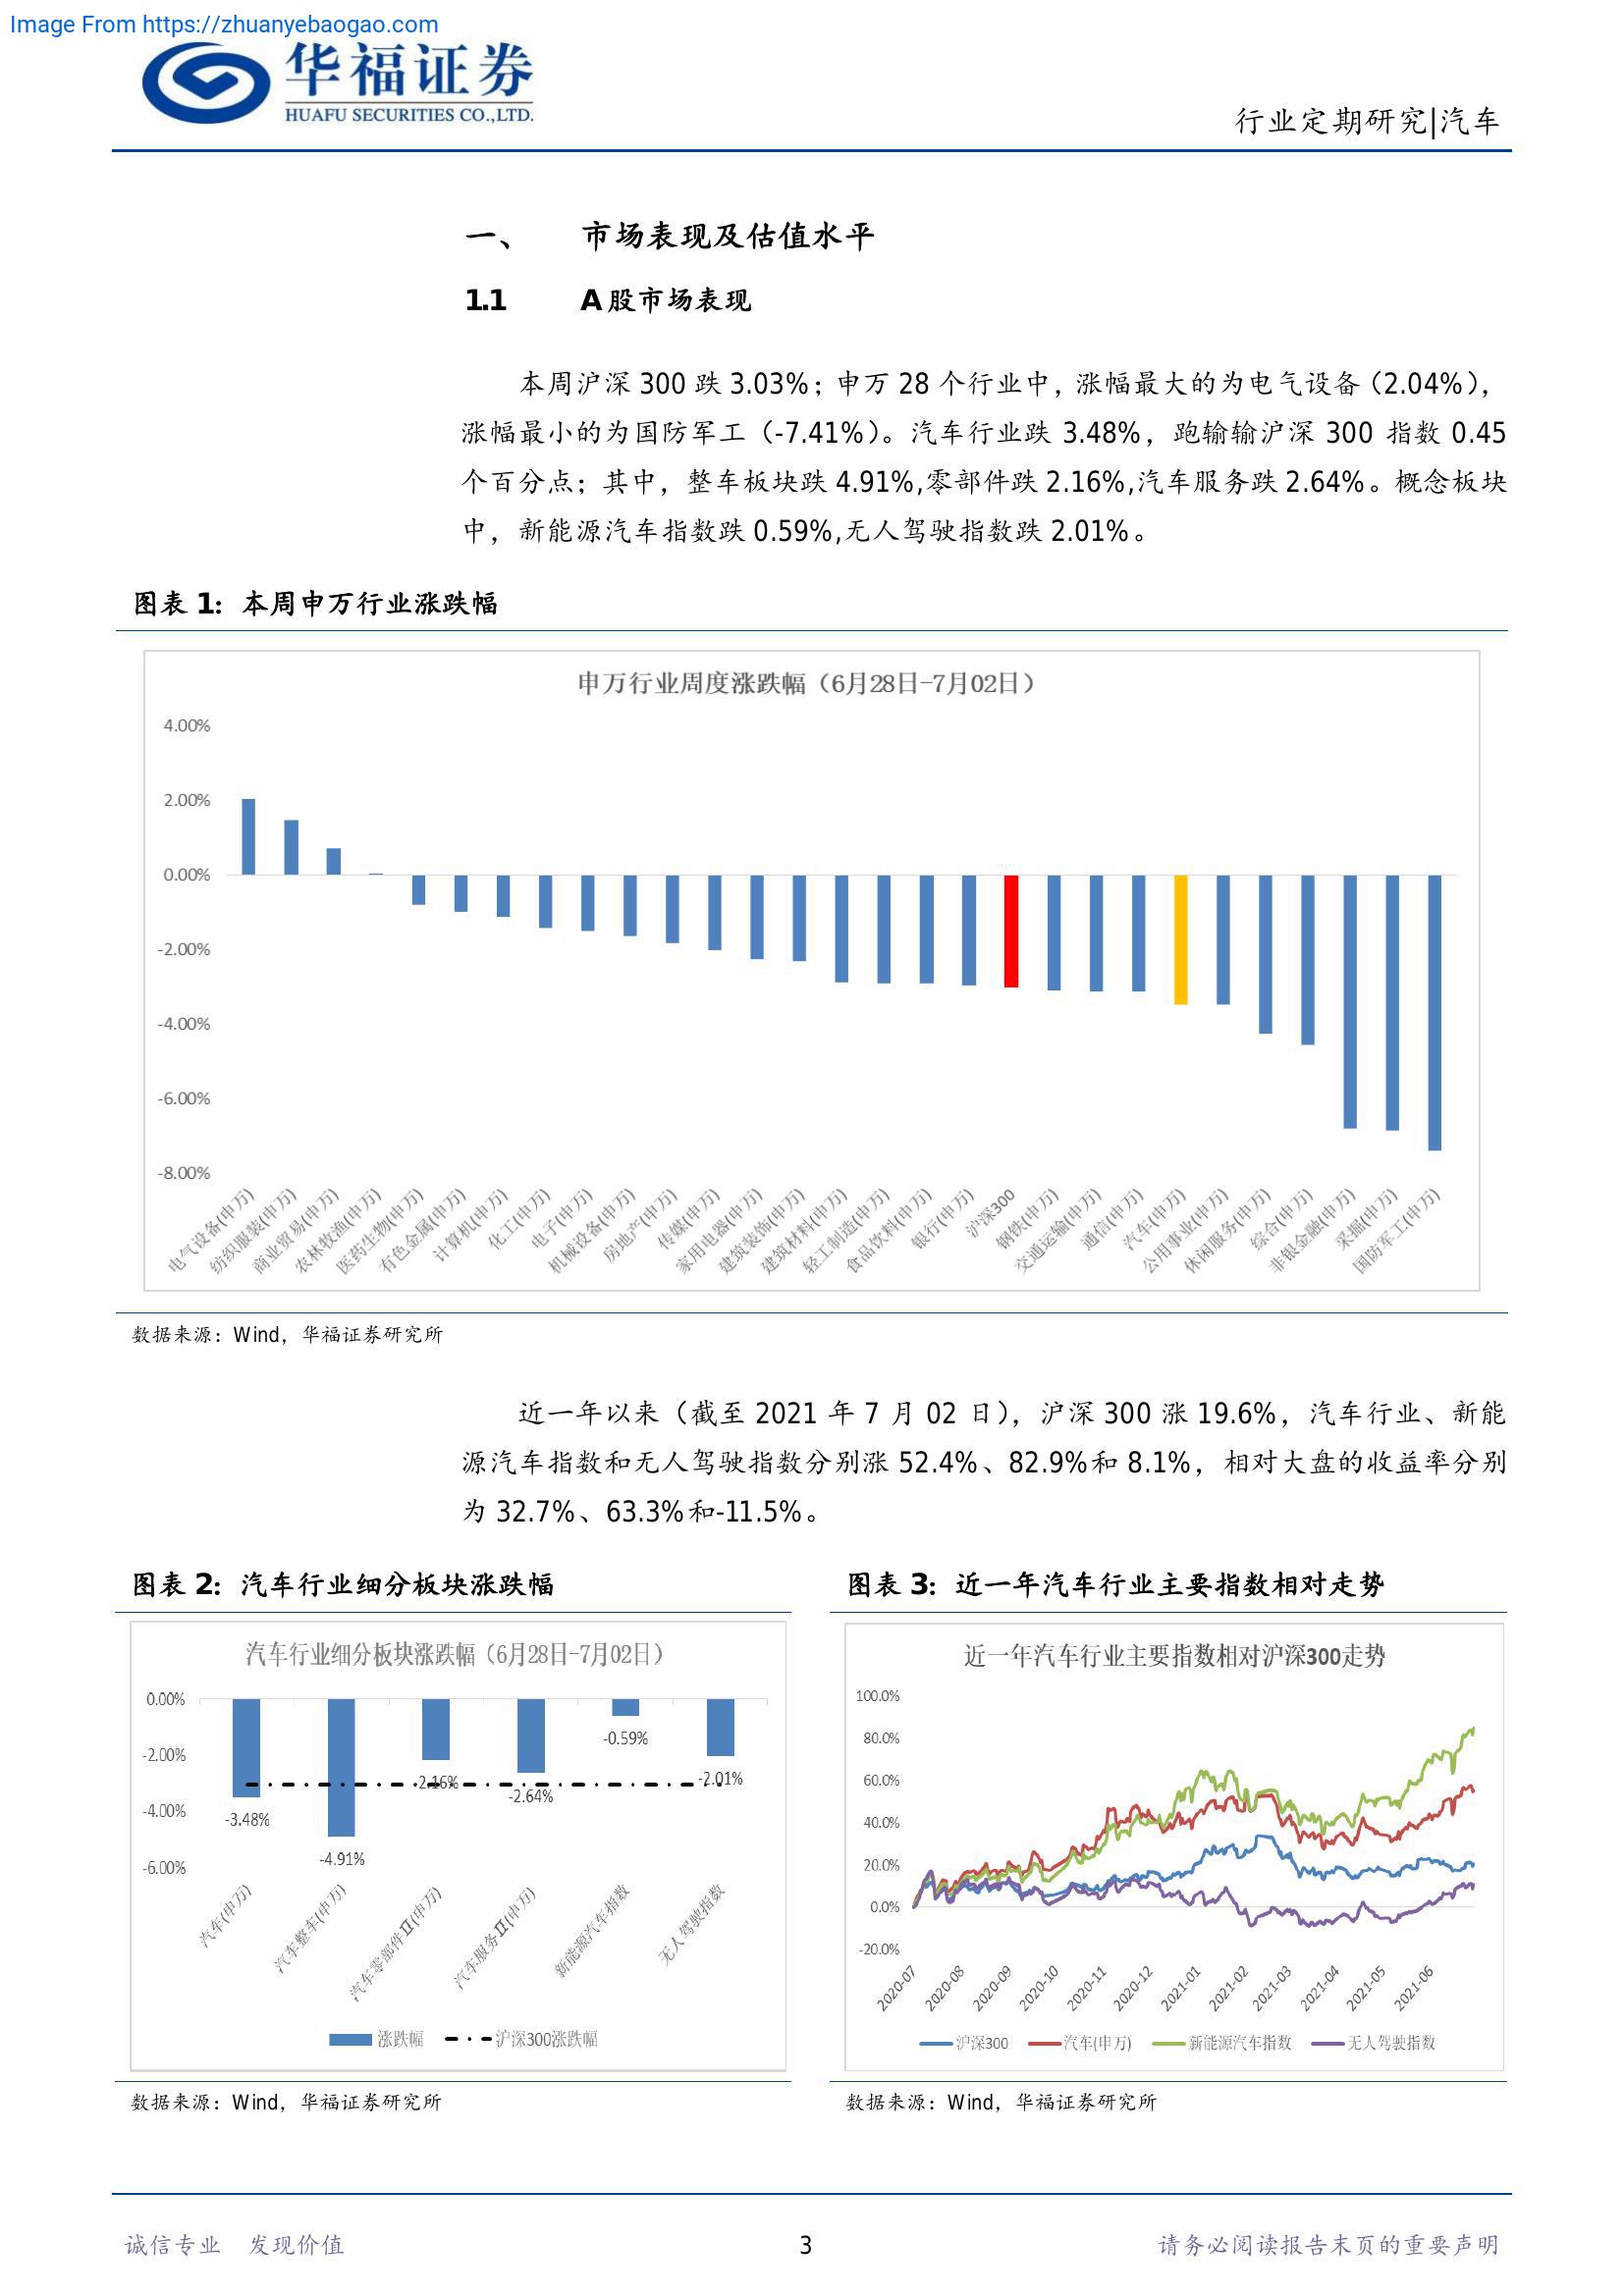 Image From https://zhuanyebaogao.com
华福证券
HUAFU SECURITIES CO.,LTD.
行业定期研究|汽车
一、 市场表现及估值水平
1.1 A股市场表现
本周沪深 300 跌 3.03%；申万 28 个行业中，涨幅最大的为电气设备（2.04%），
涨幅最小的为国防军工（-7.41%）。汽车行业跌 3.48%，跑输输沪深 300 指数 0.45
个百分点；其中，整车板块跌 4.91%,零部件跌 2.16%,汽车服务跌 2.64%。概念板块
中，新能源汽车指数跌 0.59%,无人驾驶指数跌 2.01%。
图表 1：本周申万行业涨跌幅
申万行业周度涨跌幅（6月28日-7月02日）
4.00%
2.00%
0.00%
-2.00%
-4.00%
-6.00%
-8.00%
电气设备(申万)
纺织服装(申万)
商业贸易(申万)
农林牧渔(申万)
医药生物(申万)
有色金属(申万)
计算机(申万)
化工(申万)
电子(申万)
机械设备(申万)
房地产(申万)
传媒(申万)
家用电器(申万)
建筑装饰(申万)
建筑材料(申万)
轻工制造(申万)
食品饮料(申万)
银行(申万)
沪深300
钢铁(申万)
交通运输(申万)
通信(申万)
汽车(申万)
公用事业(申万)
休闲服务(申万)
综合(申万)
非银金融(申万)
采掘(申万)
国防军工(申万)
数据来源：Wind，华福证券研究所
近一年以来（截至 2021 年 7 月 02 日），沪深 300 涨 19.6%，汽车行业、新能
源汽车指数和无人驾驶指数分别涨 52.4%、82.9%和 8.1%，相对大盘的收益率分别
为 32.7%、63.3%和-11.5%。
图表 2：汽车行业细分板块涨跌幅
汽车行业细分板块涨跌幅（6月28日-7月02日）
0.00%
-2.00%
-4.00%
-6.00%
-3.48%
-4.91%
-2.16%
-2.64%
-0.59%
-2.01%
汽车(申万)
汽车整车(申万)
汽车零部件Ⅱ(申万)
汽车服务Ⅱ(申万)
新能源汽车指数
无人驾驶指数
涨跌幅 沪深300涨跌幅
数据来源：Wind，华福证券研究所
图表 3：近一年汽车行业主要指数相对走势
近一年汽车行业主要指数相对沪深300走势
100.0%
80.0%
60.0%
40.0%
20.0%
0.0%
-20.0%
2020-07
2020-08
2020-09
2020-10
2020-11
2020-12
2021-01
2021-02
2021-03
2021-04
2021-05
2021-06
沪深300 汽车(申万) 新能源汽车指数 无人驾驶指数
数据来源：Wind，华福证券研究所
诚信专业 发现价值
3
请务必阅读报告末页的重要声明